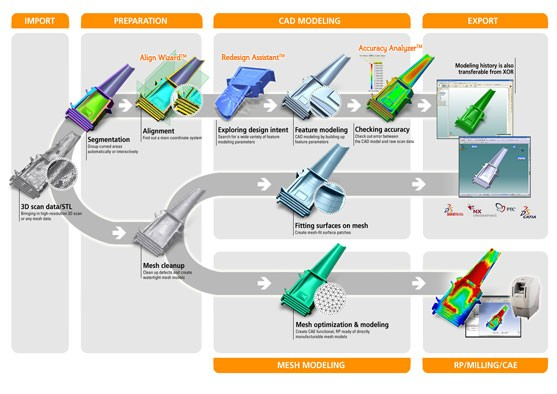 IMPORT
PREPARATION
CAD MODELING
EXPORT
Align Wizard™
Redesign Assistant™
Accuracy Analyzer™
Modeling history is also
transferable from XOR
Segmentation
Group curved areas
automatically or interactively
Alignment
Find out a main coordinate system
Exploring design intent
Search for a wide variety of feature
modeling parameters
Feature modeling
CAD modeling by building up
feature parameters
Checking accuracy
Check out error between
the CAD model and raw scan data
3D scan data/STL
Bringing in high-resolution 3D scan
or any mesh data
NX
PTC
CATIA
Fitting surfaces on mesh
Create mesh-fit surface patches
Mesh cleanup
Clean up defects and create
watertight mesh models
Mesh optimization & modeling
Create CAE functional, RP ready of directly
manufacturable mesh models
MESH MODELING
RP/MILLING/CAE